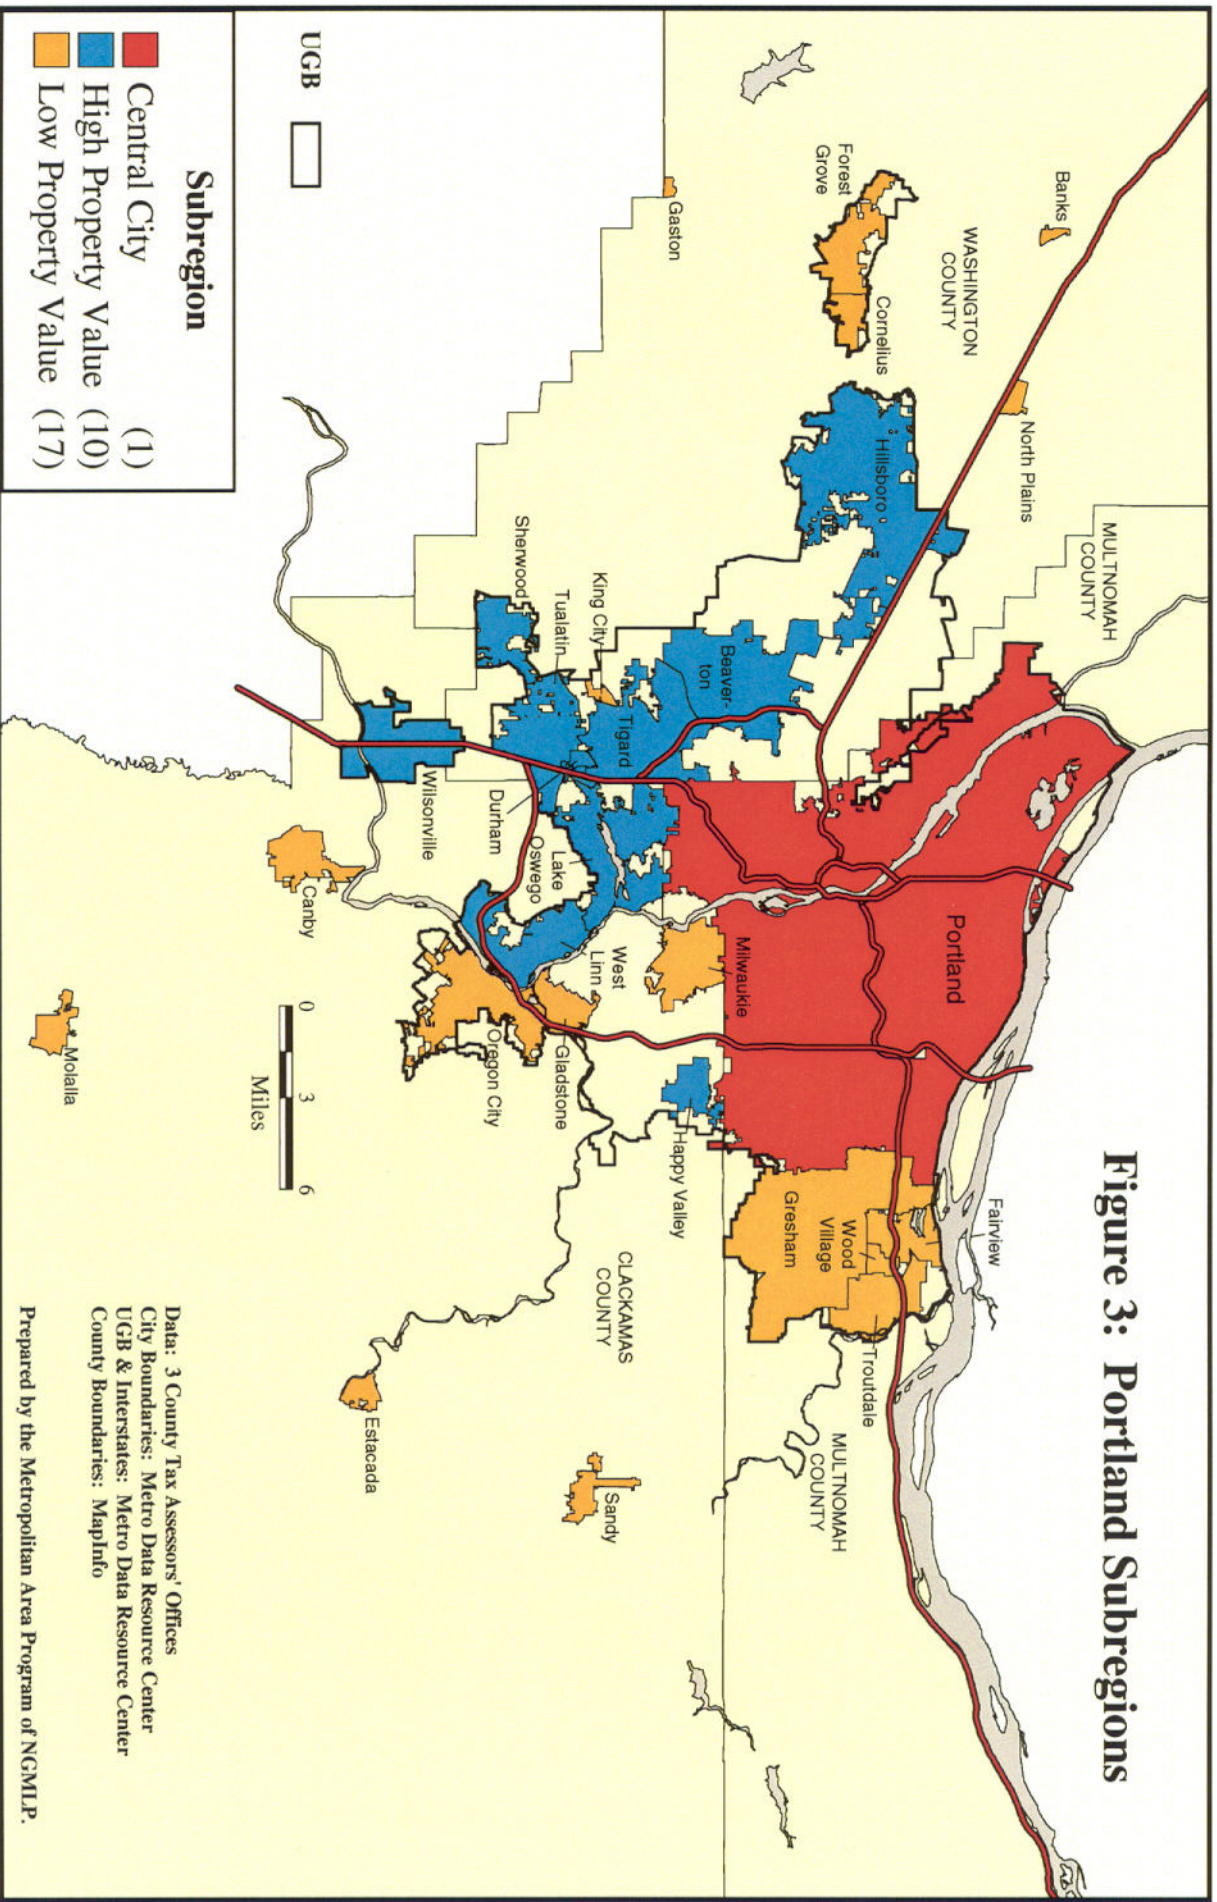 Figure 3: Portland Subregions
Banks
WASHINGTON
COUNTY
North Plains
MULTNOMAH
COUNTY
Forest
Grove
Cornelius
Hillsboro
Gaston
Beaver-
ton
Portland
Fairview
Wood
Village
Gresham
Troutdale
MULTNOMAH
COUNTY
King City
Tualatin
Sherwood
Tigard
Milwaukie
Happy Valley
Durham
Lake
Oswego
West
Linn
Gladstone
Oregon City
CLACKAMAS
COUNTY
Wilsonville
Canby
Molalla
Sandy
Estacada
UGB
0 3 6
Miles
Subregion
Central City (1)
High Property Value (10)
Low Property Value (17)
Data: 3 County Tax Assessors' Offices
City Boundaries: Metro Data Resource Center
UGB & Interstates: Metro Data Resource Center
County Boundaries: MapInfo
Prepared by the Metropolitan Area Program of NGMLP.